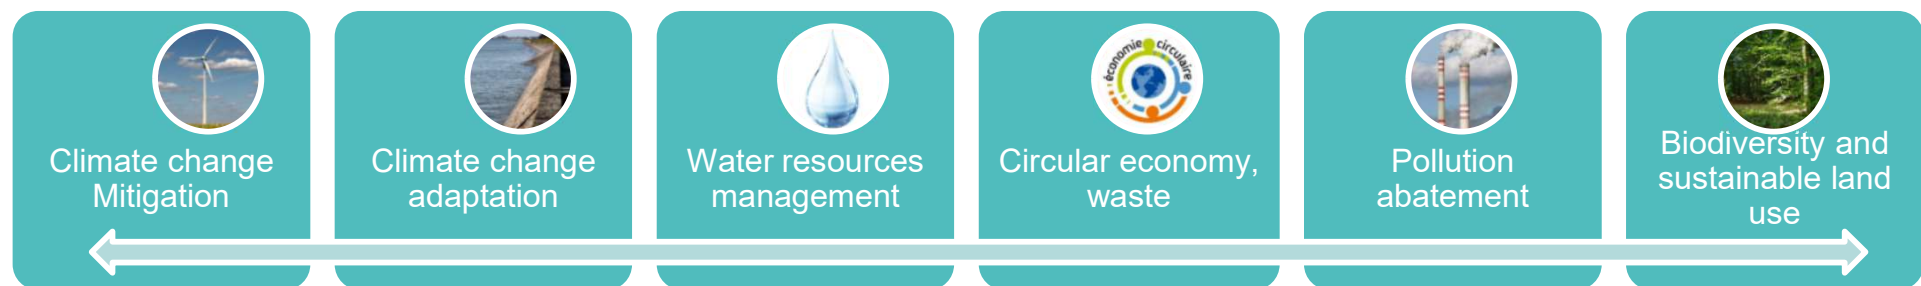 Climate change
Mitigation
Climate change
adaptation
Water resources
management
économie circulaire
Circular economy,
waste
Pollution
abatement
Biodiversity and
sustainable land
use